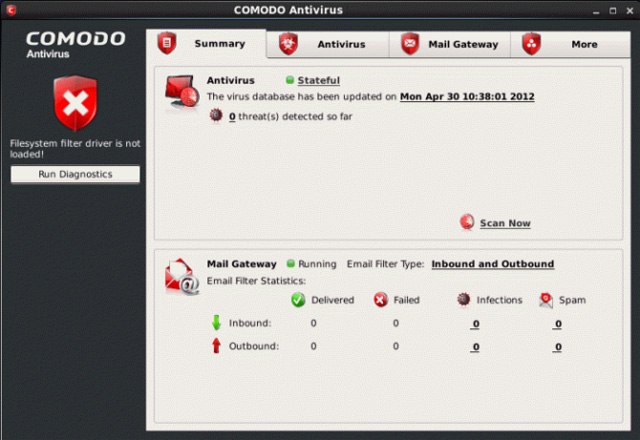 COMODO Antivirus
COMODO
Antivirus
Filesystem filter driver is not
loaded!
Run Diagnostics
Summary Antivirus Mail Gateway More
Antivirus Stateful
The virus database has been updated on Mon Apr 30 10:38:01 2012
0 threat(s) detected so far
Scan Now
Mail Gateway Running Email Filter Type: Inbound and Outbound
Email Filter Statistics:
Delivered Failed Infections Spam
Inbound: 0 0 0 0
Outbound: 0 0 0 0